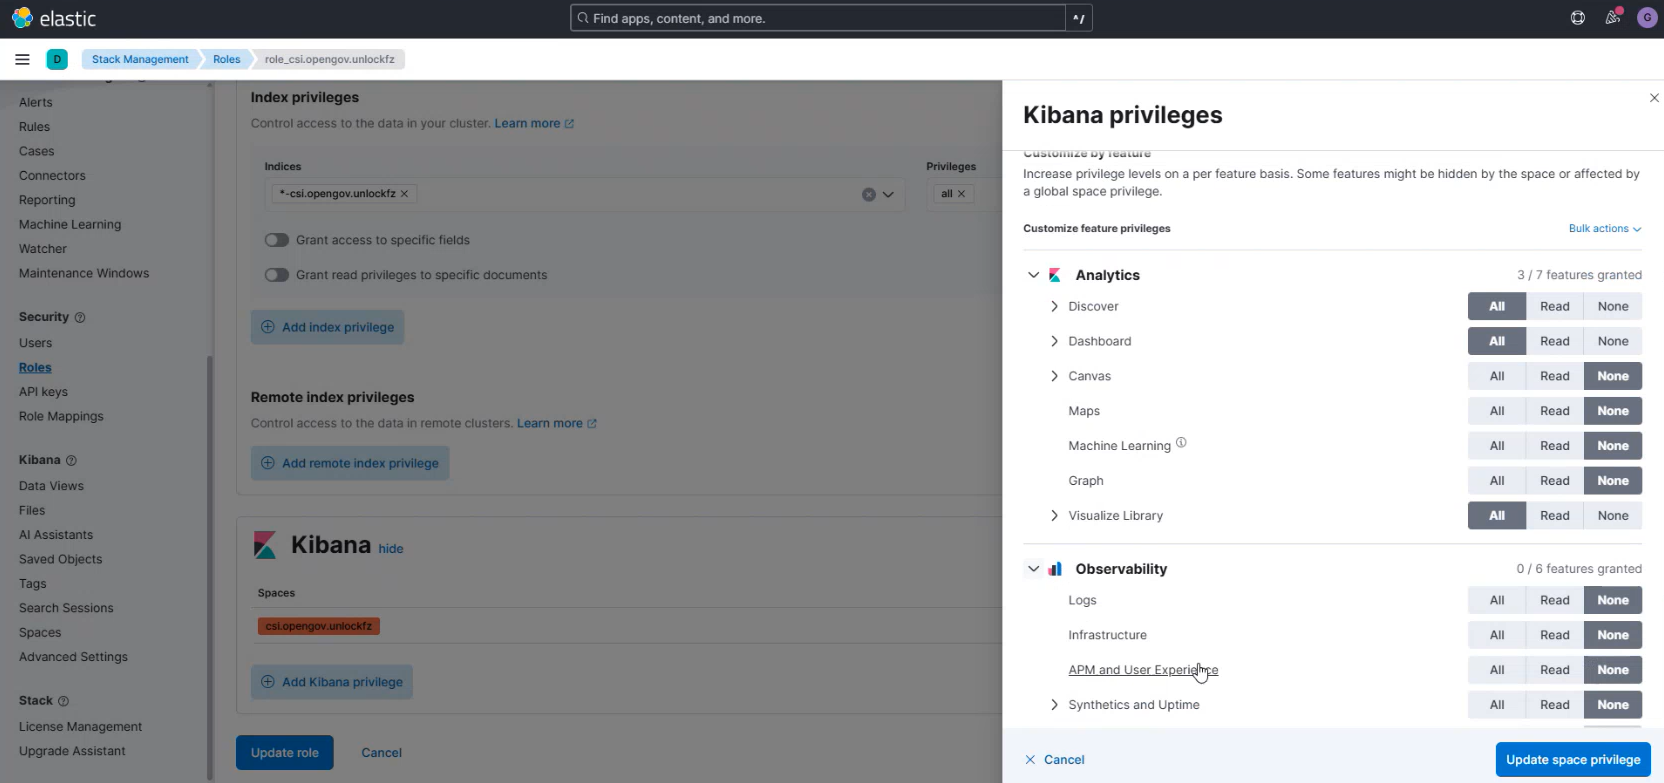 elastic
Find apps, content, and more.
^/
G
D
Stack Management
Roles
role_csi.opengov.unlockfz
Alerts
Rules
Cases
Connectors
Reporting
Machine Learning
Watcher
Maintenance Windows
Security
Users
Roles
API keys
Role Mappings
Kibana
Data Views
Files
AI Assistants
Saved Objects
Tags
Search Sessions
Spaces
Advanced Settings
Stack
License Management
Upgrade Assistant
Index privileges
Control access to the data in your cluster. Learn more
Indices
Privileges
*-csi.opengov.unlockfz
all
Grant access to specific fields
Grant read privileges to specific documents
Add index privilege
Remote index privileges
Control access to the data in remote clusters. Learn more
Add remote index privilege
Kibana hide
Spaces
csi.opengov.unlockfz
Add Kibana privilege
Update role Cancel
Kibana privileges
Customize by feature
Increase privilege levels on a per feature basis. Some features might be hidden by the space or affected by
a global space privilege.
Customize feature privileges Bulk actions
Analytics 3 / 7 features granted
Discover All Read None
Dashboard All Read None
Canvas All Read None
Maps All Read None
Machine Learning All Read None
Graph All Read None
Visualize Library All Read None
Observability 0 / 6 features granted
Logs All Read None
Infrastructure All Read None
APM and User Experience All Read None
Synthetics and Uptime All Read None
Cancel Update space privilege